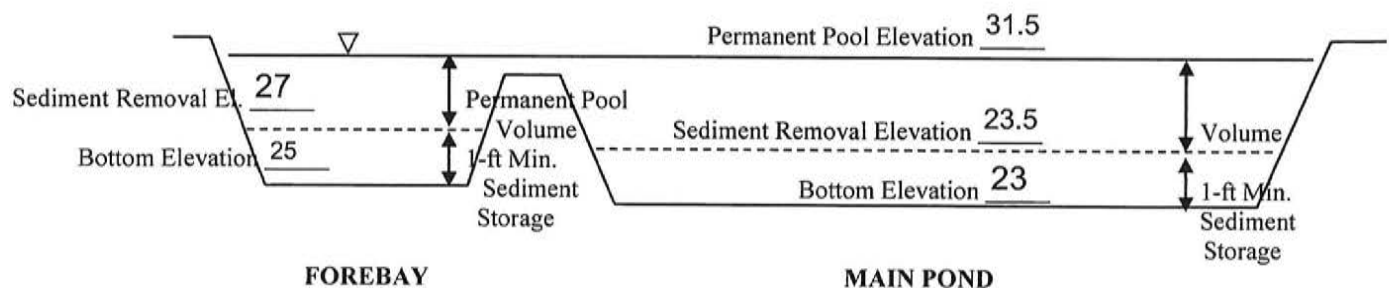 Permanent Pool Elevation 31.5
Sediment Removal El. 27
Permanent Pool
Volume
Sediment Removal Elevation 23.5
Volume
Bottom Elevation 25
1-ft Min.
Sediment
Storage
Bottom Elevation 23
1-ft Min.
Sediment
Storage
FOREBAY
MAIN POND